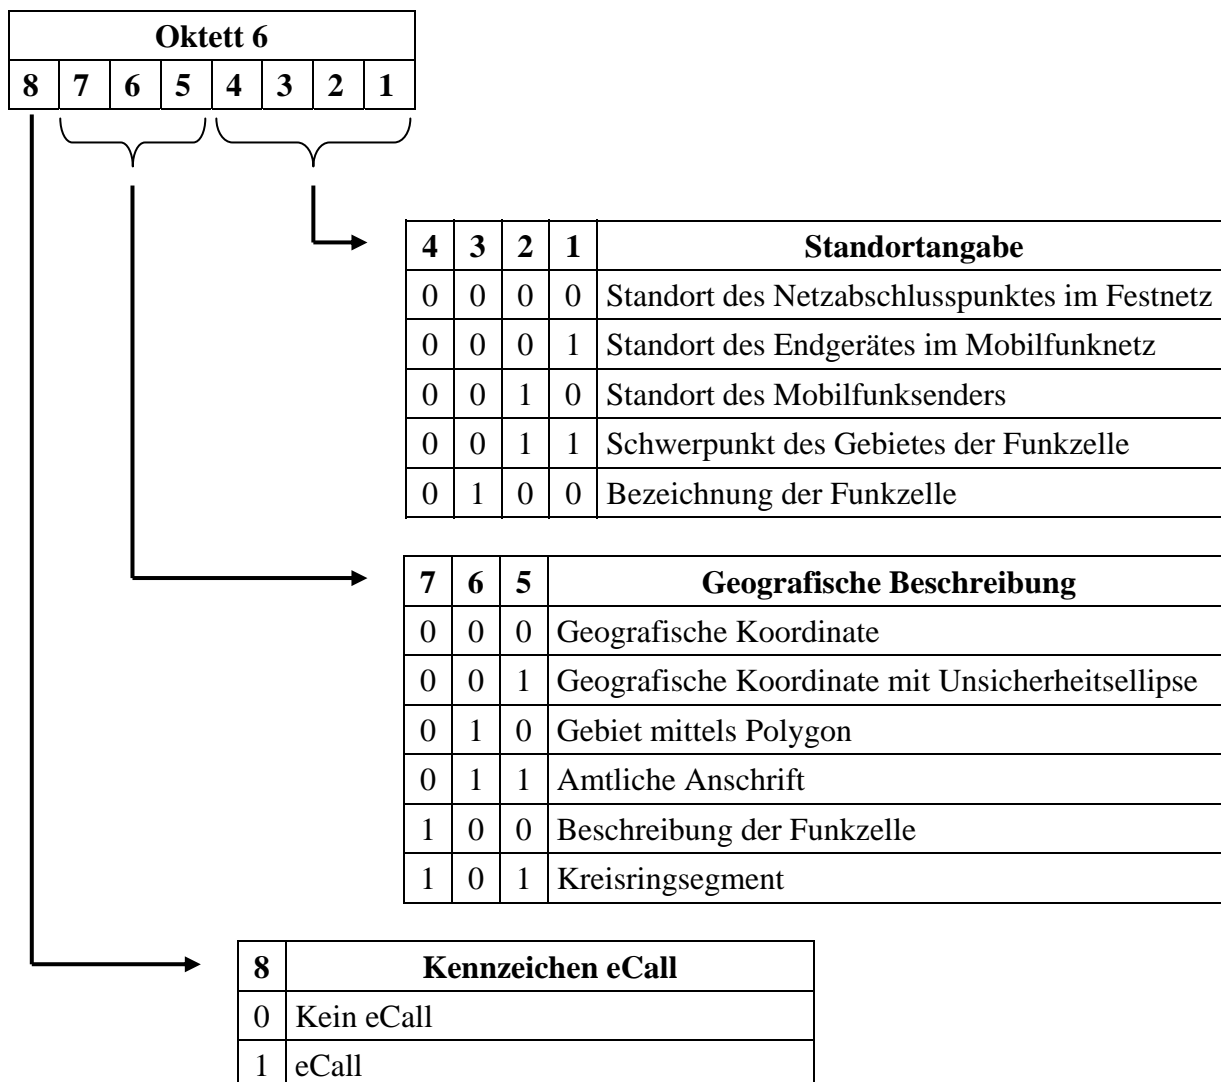 Oktett 6
8 7 6 5 4 3 2 1
4 3 2 1 Standortangabe
0 0 0 0 Standort des Netzabschlusspunktes im Festnetz
0 0 0 1 Standort des Endgerätes im Mobilfunknetz
0 0 1 0 Standort des Mobilfunksenders
0 0 1 1 Schwerpunkt des Gebietes der Funkzelle
0 1 0 0 Bezeichnung der Funkzelle
7 6 5 Geografische Beschreibung
0 0 0 Geografische Koordinate
0 0 1 Geografische Koordinate mit Unsicherheitsellipse
0 1 0 Gebiet mittels Polygon
0 1 1 Amtliche Anschrift
1 0 0 Beschreibung der Funkzelle
1 0 1 Kreisringsegment
8 Kennzeichen eCall
0 Kein eCall
1 eCall